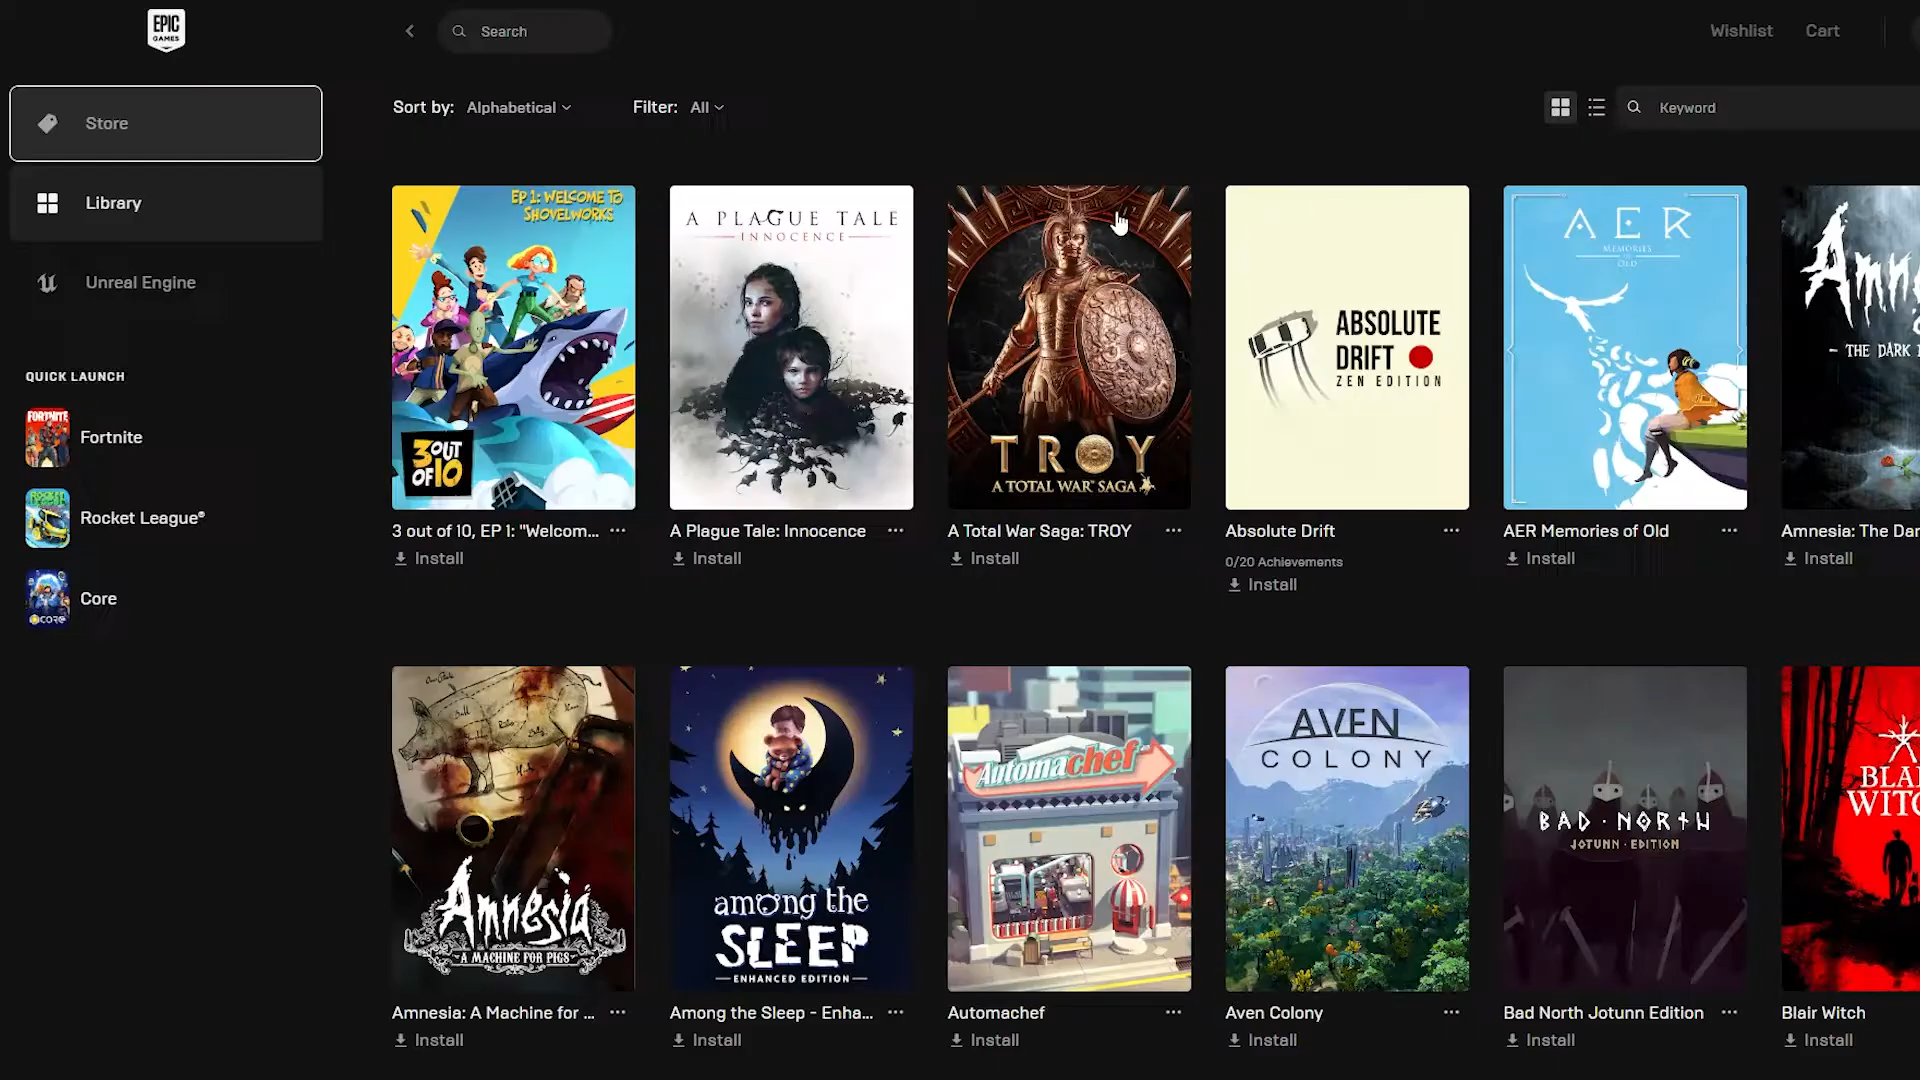 EPIC
GAMES
Search
Wishlist
Cart
Store
Library
Unreal Engine
QUICK LAUNCH
FORTNITE
Fortnite
Rocket League®
CORE
Core
Sort by: Alphabetical
Filter: All
Keyword
EP 1: WELCOME TO
SHOVELWORKS
3 OUT
OF 10
3 out of 10, EP 1: "Welcom... ...
Install
A PLAGUE TALE
INNOCENCE
A Plague Tale: Innocence ...
Install
TROY
A TOTAL WAR SAGA
A Total War Saga: TROY ...
Install
ABSOLUTE
DRIFT
ZEN EDITION
Absolute Drift ...
0/20 Achievements
Install
AER
MEMORIES
OF
OLD
AER Memories of Old ...
Install
Amn
- THE DARK
Amnesia: The Dar
Install
Amnesia
-A MACHINE FOR PIGS-
Amnesia: A Machine for ... ...
Install
among the
SLEEP
ENHANCED EDITION
Among the Sleep - Enha... ...
Install
Automachef
Automachef ...
Install
AVEN
COLONY
Aven Colony ...
Install
BAD · NORTH
JOTUNN · EDITION
Bad North Jotunn Edition ...
Install
BLAI
WITC
Blair Witch
Install